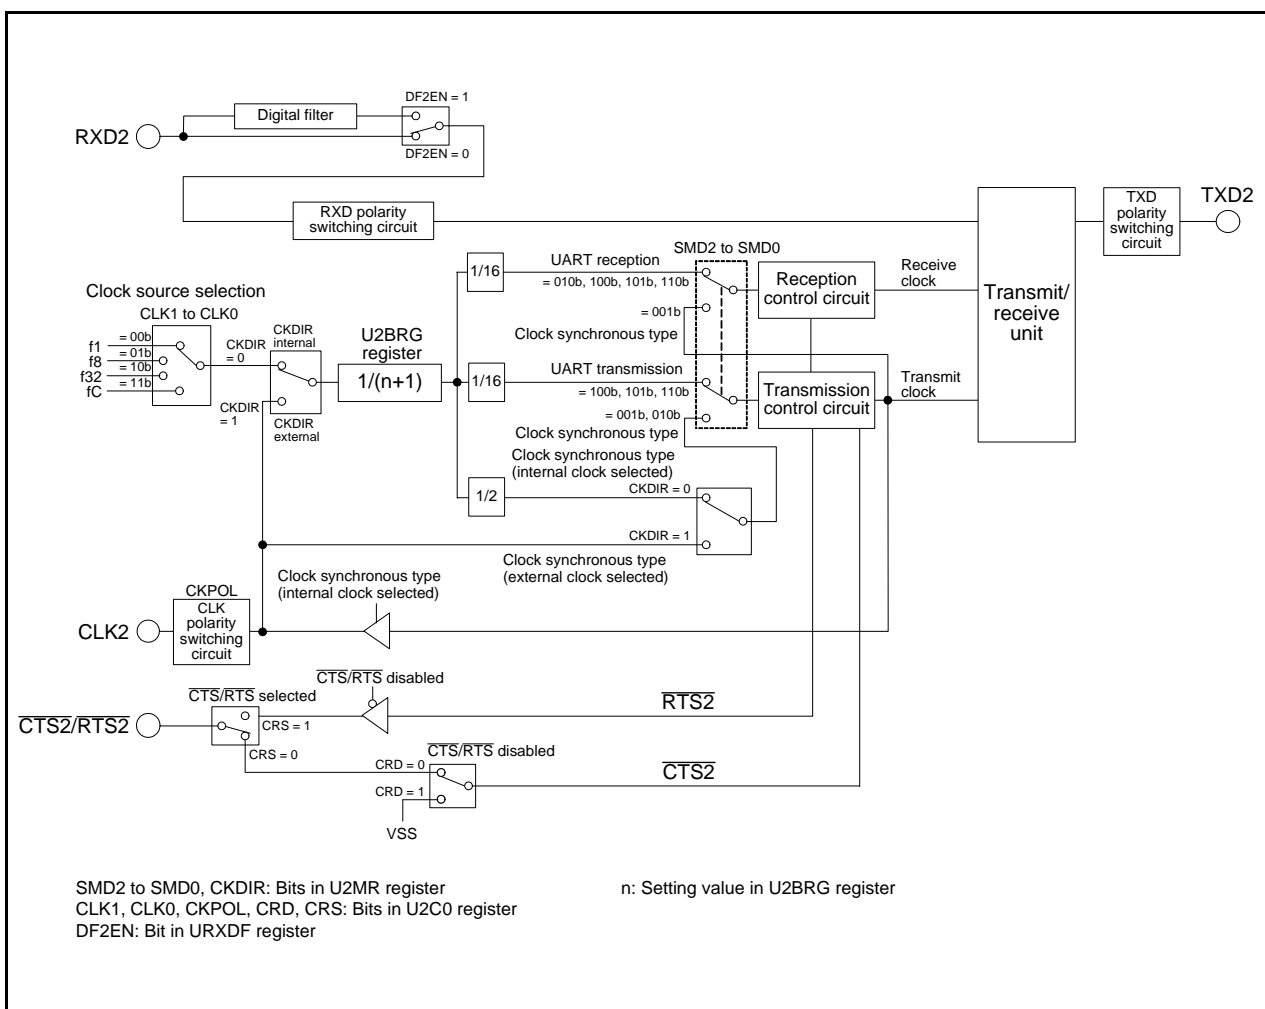 DF2EN = 1
Digital filter
RXD2
DF2EN = 0
RXD polarity
switching circuit
TXD
polarity
switching
circuit
TXD2
SMD2 to SMD0
1/16
UART reception
= 010b, 100b, 101b, 110b
Reception
control circuit
Receive
clock
Transmit/
receive
unit
Clock source selection
CLK1 to CLK0
= 00b
f1
= 01b
f8
= 10b
f32
= 11b
fC
CKDIR
= 0
CKDIR
internal
CKDIR
= 1
CKDIR
external
U2BRG
register
1/(n+1)
= 001b
Clock synchronous type
1/16
UART transmission
= 100b, 101b, 110b
Transmission
control circuit
Transmit
clock
= 001b, 010b
Clock synchronous type
Clock synchronous type
(internal clock selected)
1/2
CKDIR = 0
CKDIR = 1
Clock synchronous type
(external clock selected)
Clock synchronous type
(internal clock selected)
CKPOL
CLK
polarity
switching
circuit
CLK2
CTS/RTS disabled
CTS/RTS selected
CTS2/RTS2
CRS = 1
RTS2
CRS = 0
CTS/RTS disabled
CRD = 0
CTS2
CRD = 1
VSS
SMD2 to SMD0, CKDIR: Bits in U2MR register
n: Setting value in U2BRG register
CLK1, CLK0, CKPOL, CRD, CRS: Bits in U2C0 register
DF2EN: Bit in URXDF register